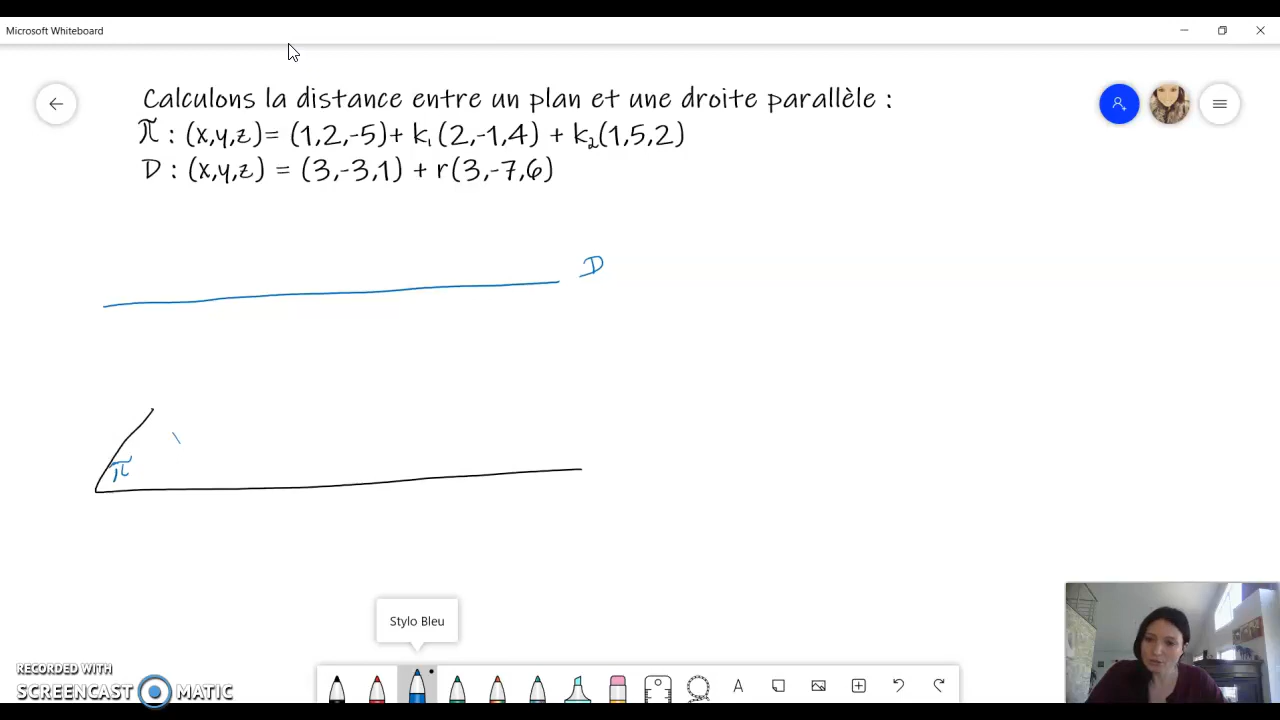 Microsoft Whiteboard
Calculons la distance entre un plan et une droite parallèle :
π : (x,y,z)= (1,2,-5)+ k₁(2,-1,4) + k₂(1,5,2)
D : (x,y,z) = (3,-3,1) + r(3,-7,6)
D
π
Stylo Bleu
RECORDED WITH
SCREENCAST MATIC
A